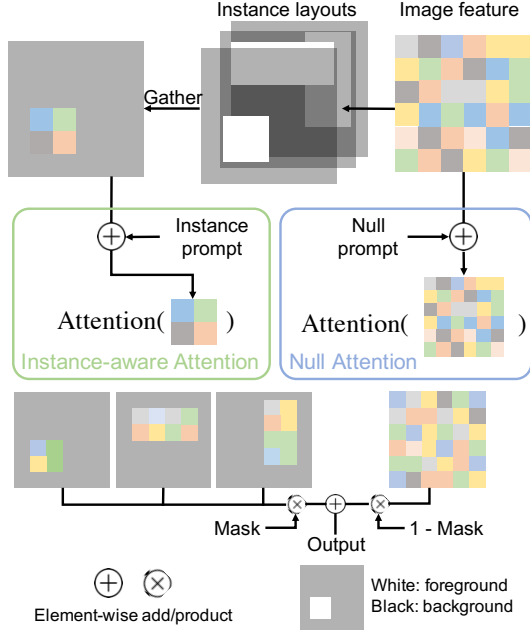 Instance layouts
Image feature
Gather
Instance
prompt
Null
prompt
Attention( )
Attention( )
Instance-aware Attention
Null Attention
Mask
1 - Mask
Output
Element-wise add/product
White: foreground
Black: background